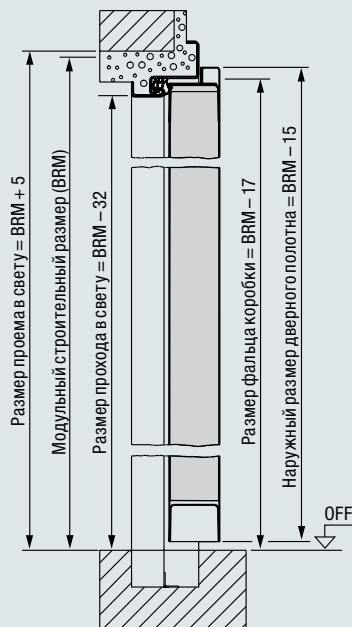 Размер проема в свету = BRM + 5
Модульный строительный размер (BRM)
Размер прохода в свету = BRM – 32
Размер фальца коробки = BRM – 17
Наружный размер дверного полотна = BRM – 15
OFF